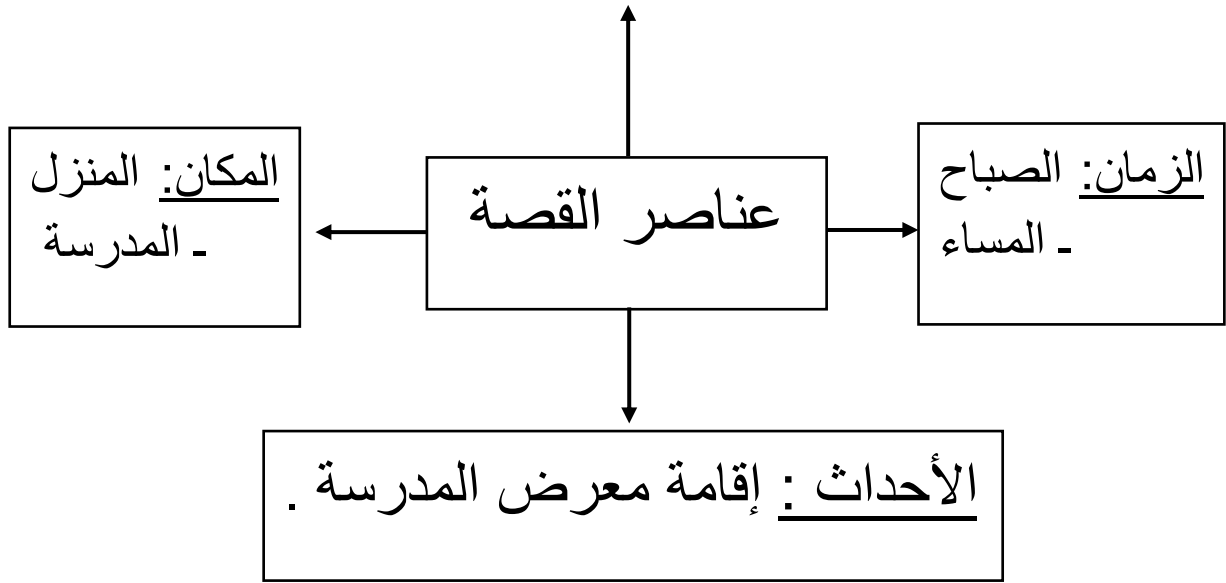 الزمان: الصباح
ـ المساء
عناصر القصة
المكان: المنزل
ـ المدرسة
الأحداث : إقامة معرض المدرسة .